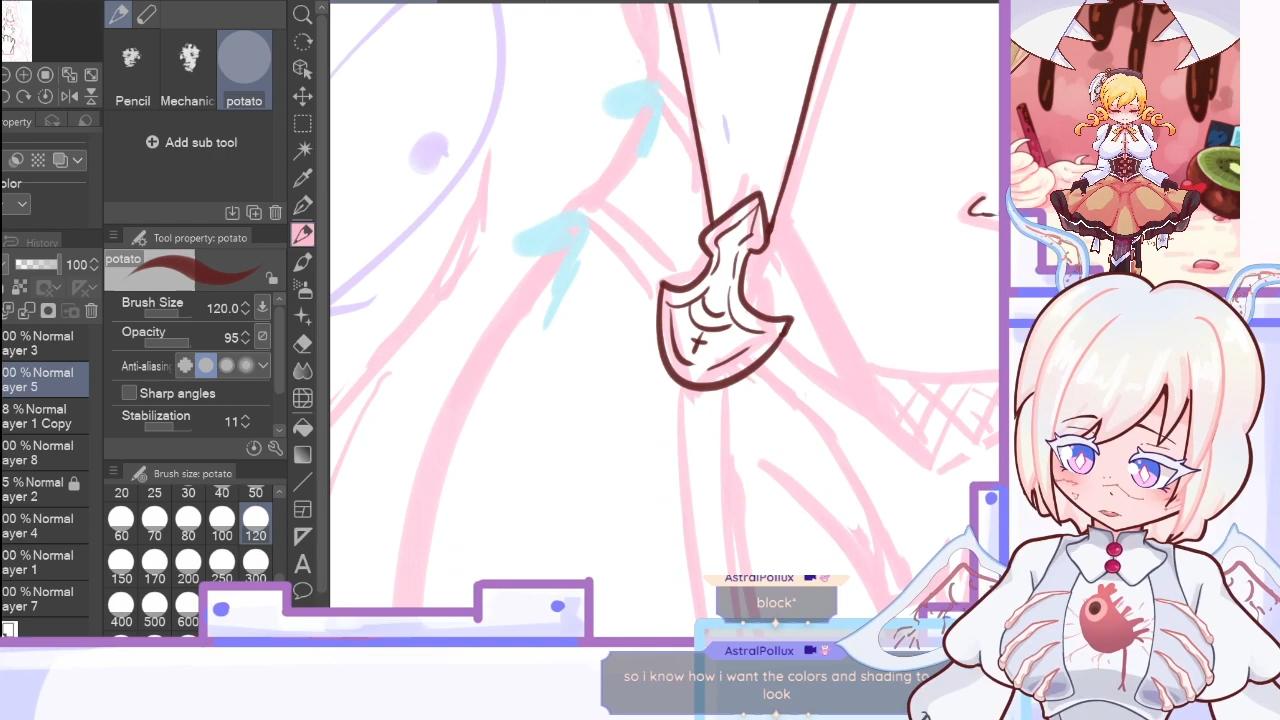 Pencil
Mechanic
potato
Add sub tool
roperty
olor
History
100
Tool property: potato
potato
Brush Size
120.0
Opacity
95
Anti-aliasing
Sharp angles
Stabilization
11
00 % Normal
ayer 3
00 % Normal
ayer 5
8 % Normal
ayer 1 Copy
00 % Normal
ayer 8
5 % Normal
ayer 2
00 % Normal
ayer 4
00 % Normal
ayer 1
00 % Normal
ayer 7
Brush size: potato
20 25 30 40 50
60 70 80 100 120
150 170 200 250 300
400 500 600
AstralPollux
block*
AstralPollux
so i know how i want the colors and shading to
look